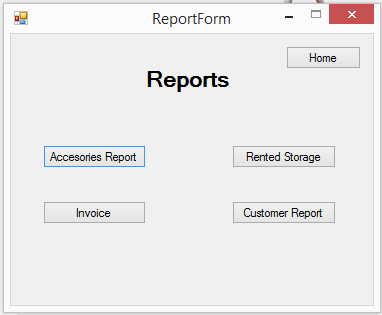 ReportForm
Home
Reports
Accesories Report
Rented Storage
Invoice
Customer Report